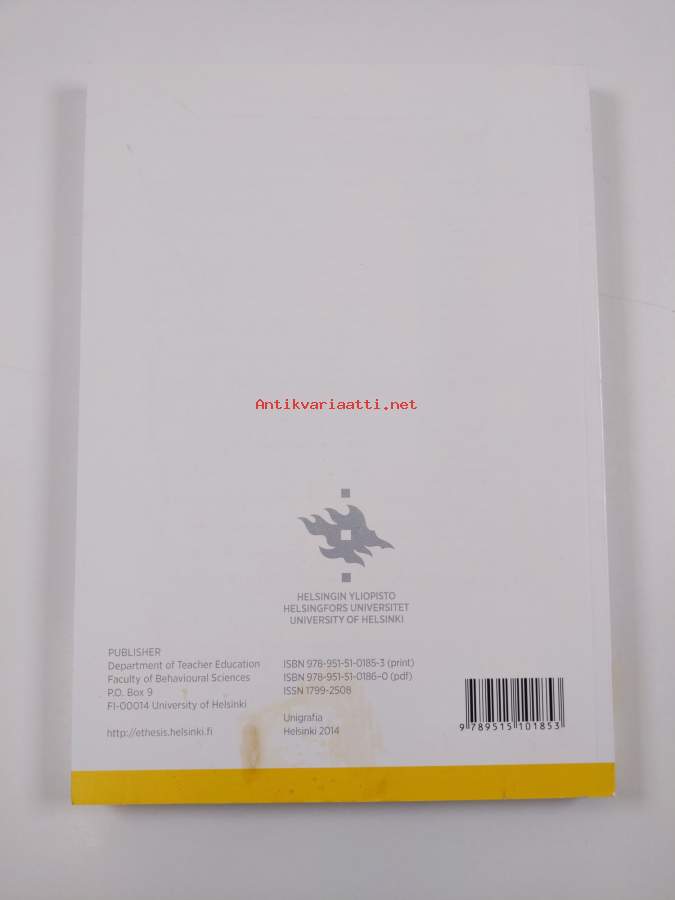 Antikvariaatti.net
HELSINGIN YLIOPISTO
HELSINGFORS UNIVERSITET
UNIVERSITY OF HELSINKI
PUBLISHER
Department of Teacher Education
Faculty of Behavioural Sciences
P.O. Box 9
FI-00014 University of Helsinki
http://ethesis.helsinki.fi
ISBN 978-951-51-0185-3 (print)
ISBN 978-951-51-0186-0 (pdf)
ISSN 1799-2508
Unigrafia
Helsinki 2014
9 789515 101853